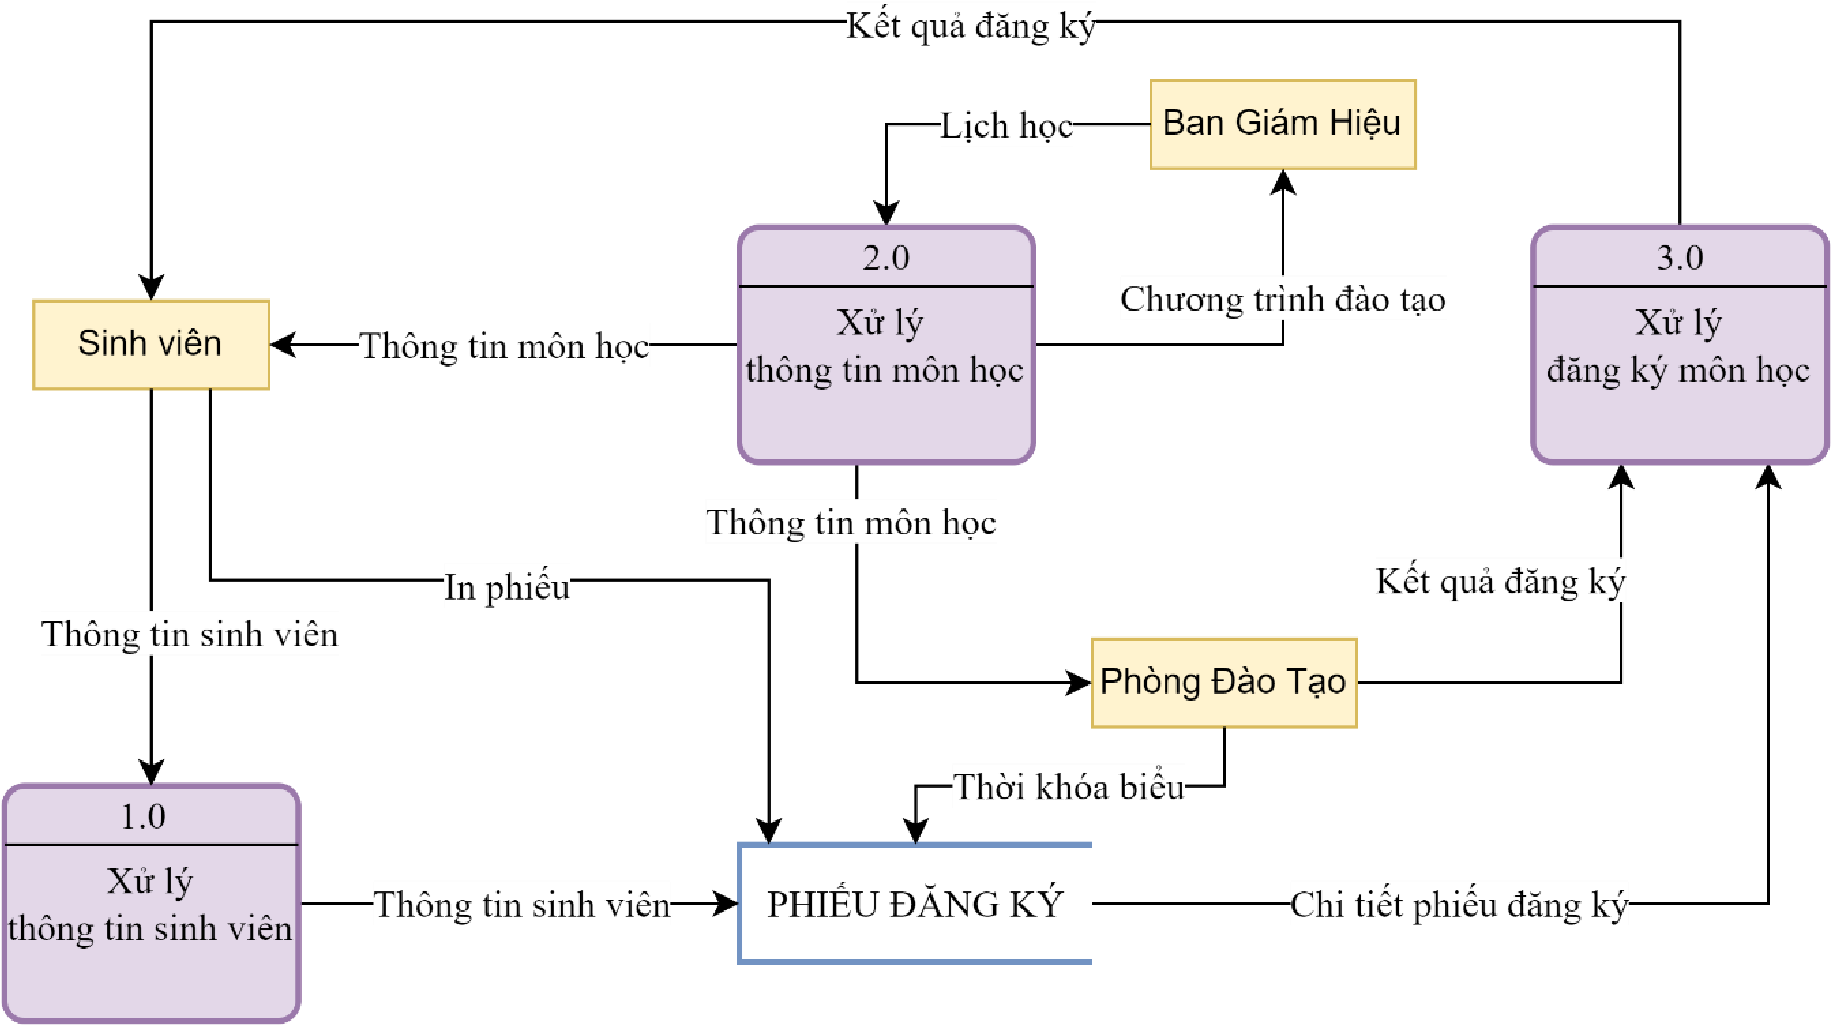 Kết quả đăng ký
Lịch học
Ban Giám Hiệu
2.0
3.0
Chương trình đào tạo
Xử lý
thông tin môn học
Xử lý
đăng ký môn học
Sinh viên
Thông tin môn học
Thông tin môn học
In phiếu
Kết quả đăng ký
Thông tin sinh viên
Phòng Đào Tạo
Thời khóa biểu
1.0
Xử lý
thông tin sinh viên
Thông tin sinh viên
PHIẾU ĐĂNG KÝ
Chi tiết phiếu đăng ký